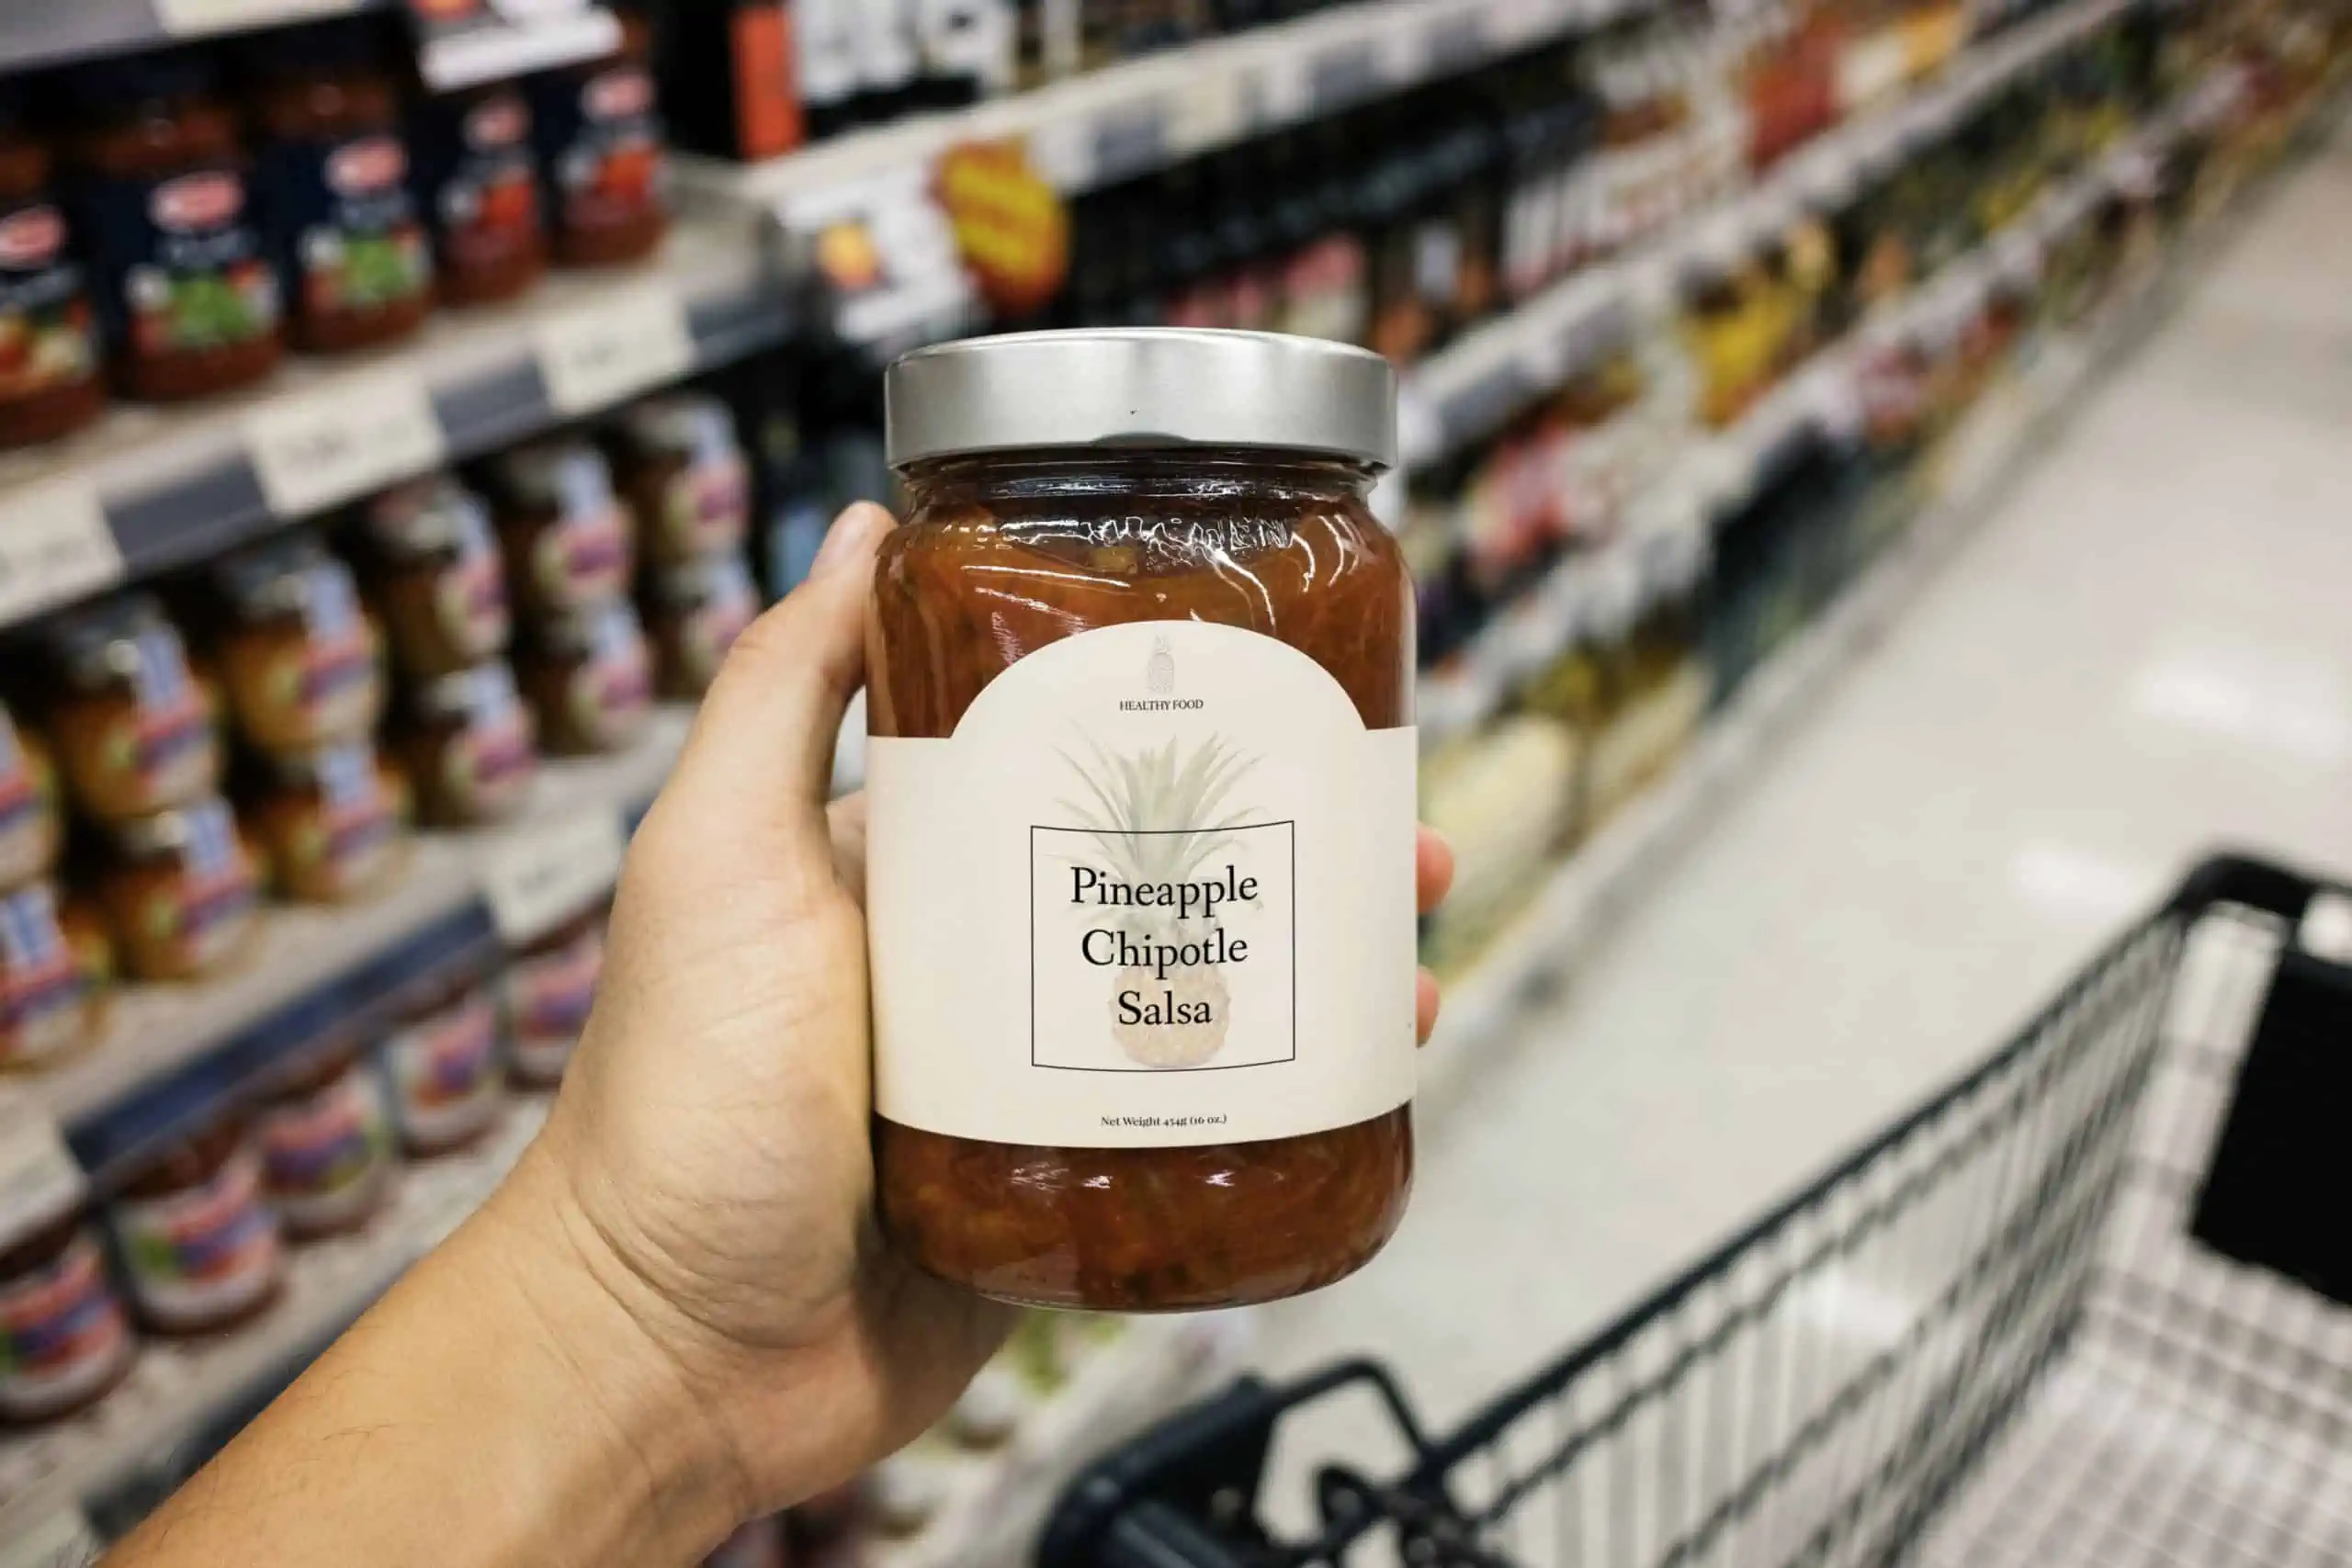 HEALTHY FOOD
Pineapple
Chipotle
Salsa
Net Weight 454g (16 oz.)